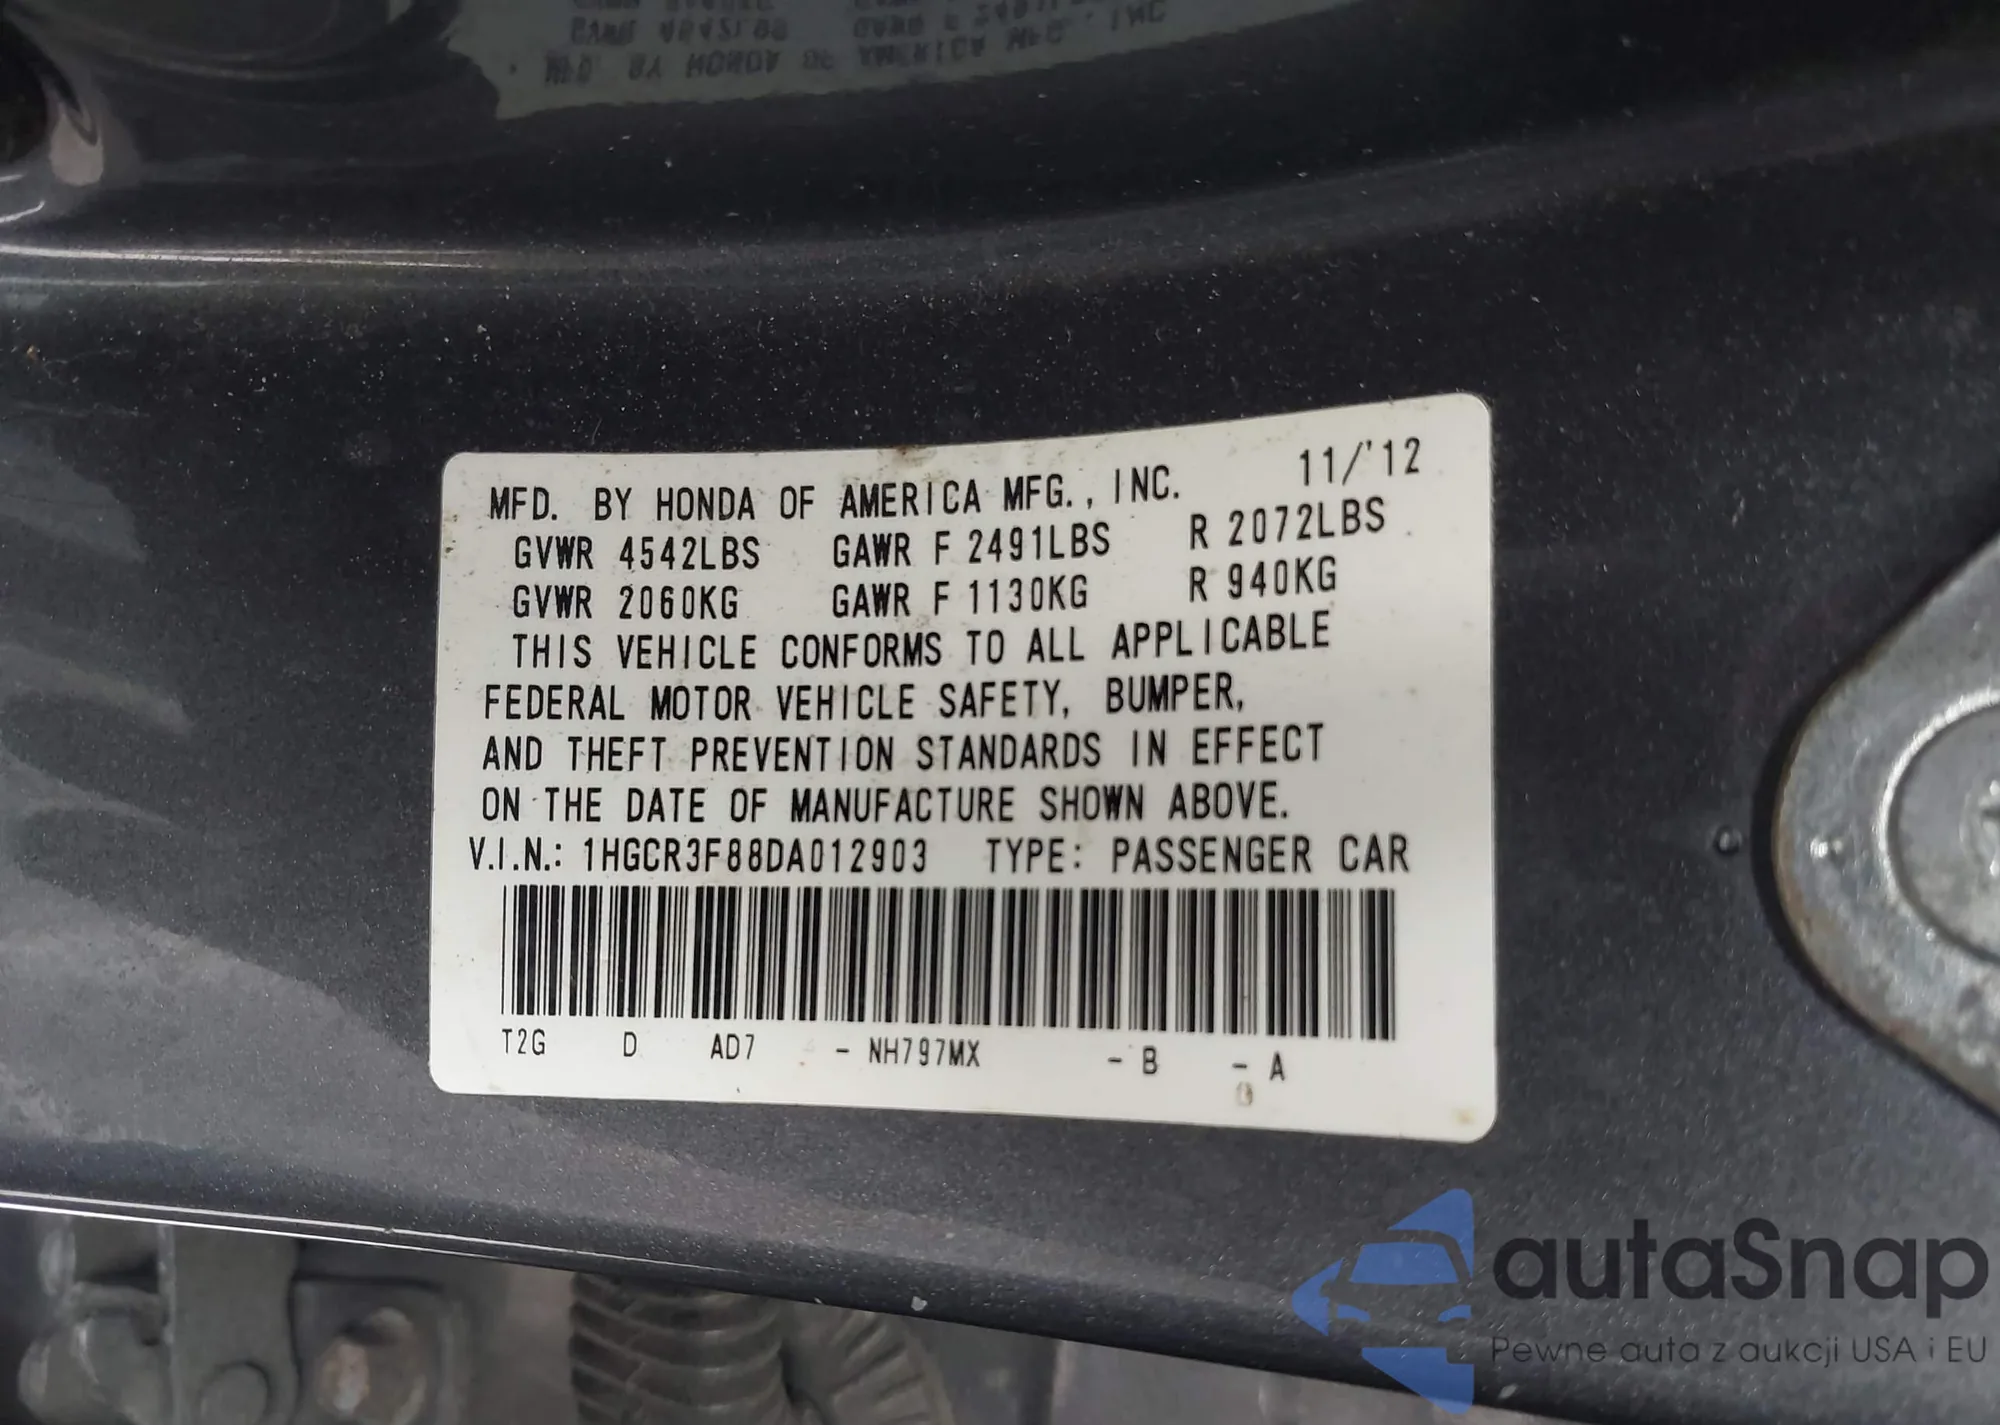 MFD. BY HONDA OF AMERICA MFG., INC. 11/'12
GVWR 4542LBS GAWR F 2491LBS R 2072LBS
GVWR 2060KG GAWR F 1130KG R 940KG
THIS VEHICLE CONFORMS TO ALL APPLICABLE
FEDERAL MOTOR VEHICLE SAFETY, BUMPER,
AND THEFT PREVENTION STANDARDS IN EFFECT
ON THE DATE OF MANUFACTURE SHOWN ABOVE.
V.I.N.: 1HGCR3F88DA012903 TYPE: PASSENGER CAR
T2G D AD7 - NH797MX - B - A
autaSnap
Pewne auta z aukcji USA i EU